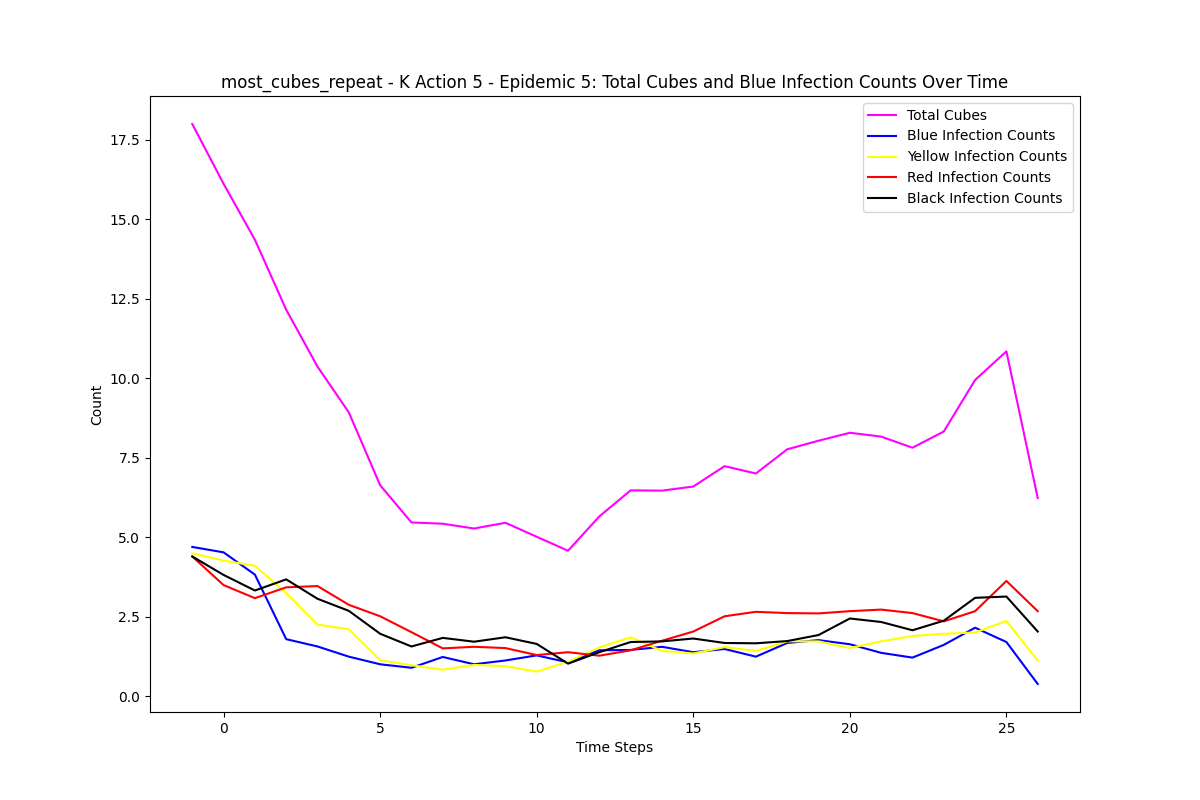 most_cubes_repeat - K Action 5 - Epidemic 5: Total Cubes and Blue Infection Counts Over Time
Total Cubes
Blue Infection Counts
Yellow Infection Counts
Red Infection Counts
Black Infection Counts
17.5
15.0
12.5
10.0
7.5
5.0
2.5
0.0
Count
0 5 10 15 20 25
Time Steps